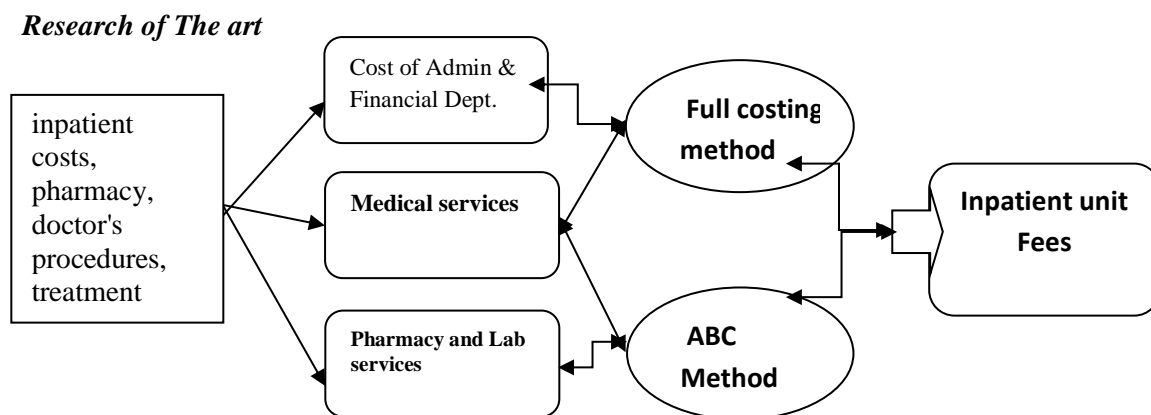 Research of The art
inpatient
costs,
pharmacy,
doctor's
procedures,
treatment
Cost of Admin &
Financial Dept.
Medical services
Pharmacy and Lab
services
Full costing
method
ABC
Method
Inpatient unit
Fees